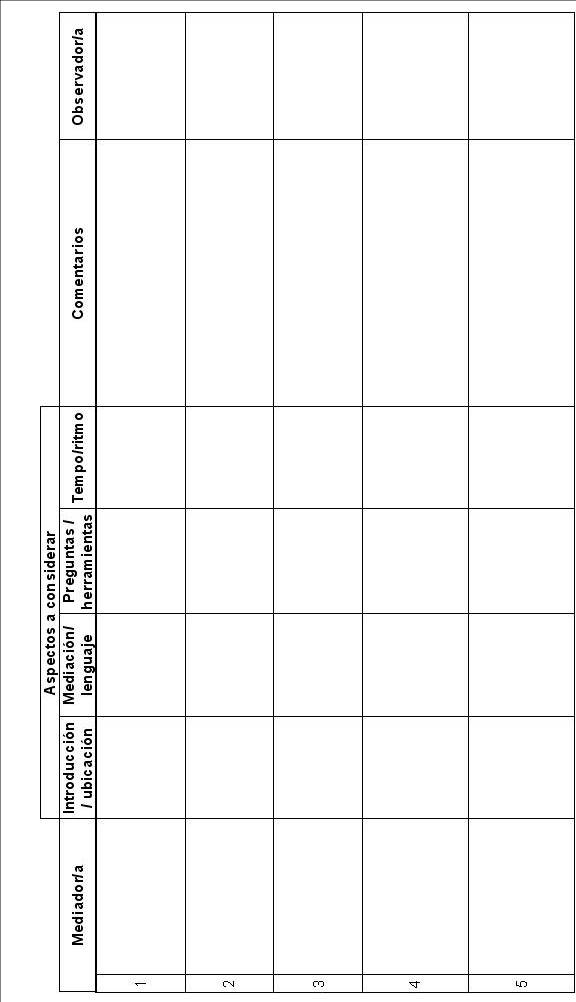 Aspectos a considerar
Mediador/a
Introducción
/ ubicación
Mediación/
lenguaje
Preguntas /
herramientas
Tempo/ritmo
Comentarios
Observador/a
1
2
3
4
5